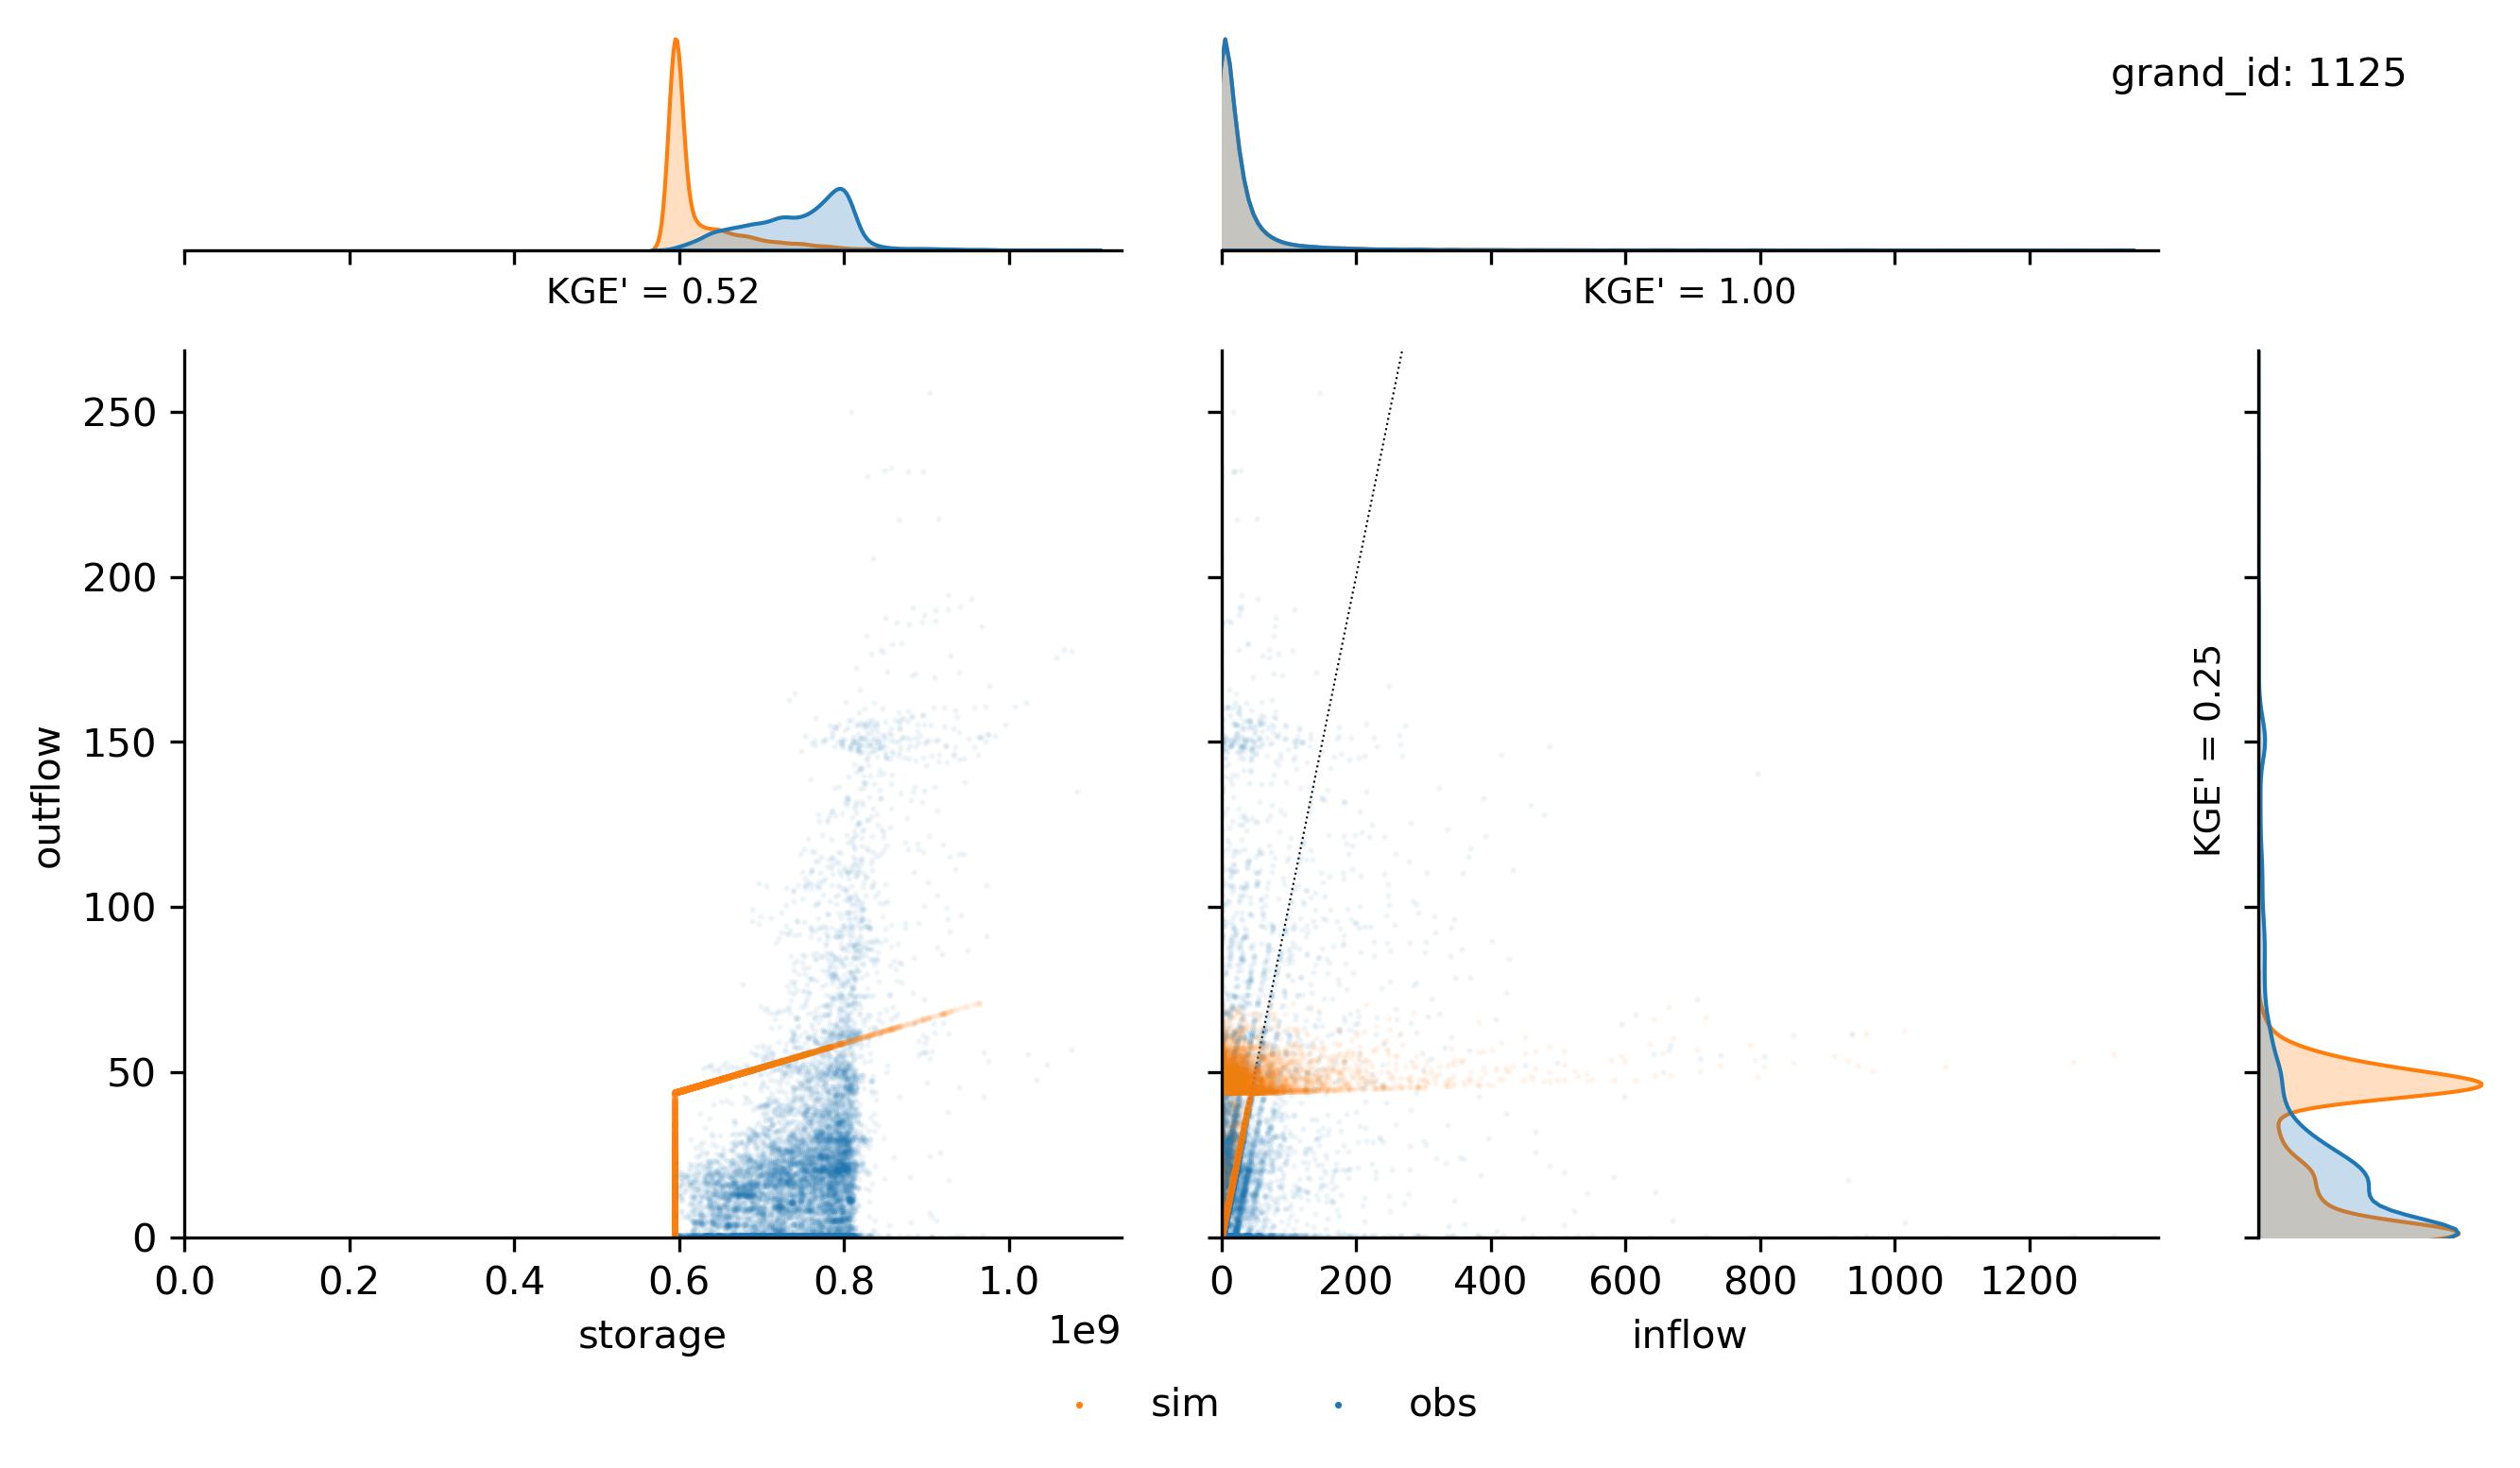 grand_id: 1125
KGE' = 0.52
KGE' = 1.00
250
200
150
100
50
0
outflow
KGE' = 0.25
0.0 0.2 0.4 0.6 0.8 1.0
0 200 400 600 800 1000 1200
storage
1e9
inflow
sim obs